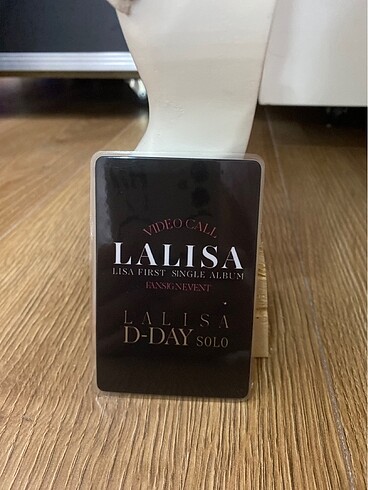 VIDEO CALL
LALISA
LISA FIRST SINGLE ALBUM
FANSIGN EVENT
LALISA
D-DAY SOLO